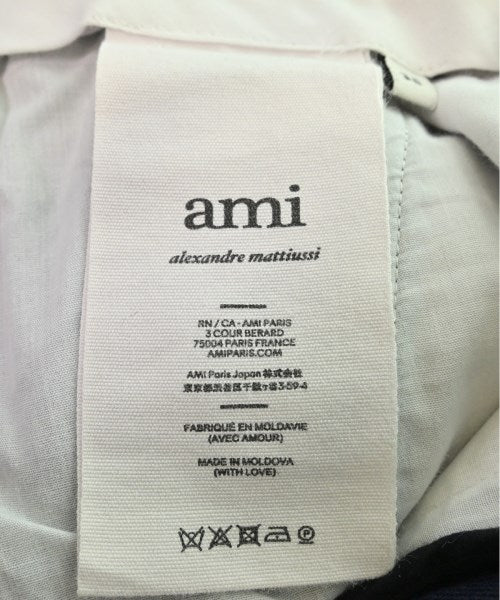 ami
alexandre mattiussi
RN / CA - AMI PARIS
3 COUR BERARD
75004 PARIS FRANCE
AMIPARIS.COM
AMI Paris Japan 株式会社
東京都渋谷区千駄ヶ谷3-59-4
FABRIQUÉ EN MOLDAVIE
(AVEC AMOUR)
MADE IN MOLDOVA
(WITH LOVE)
P